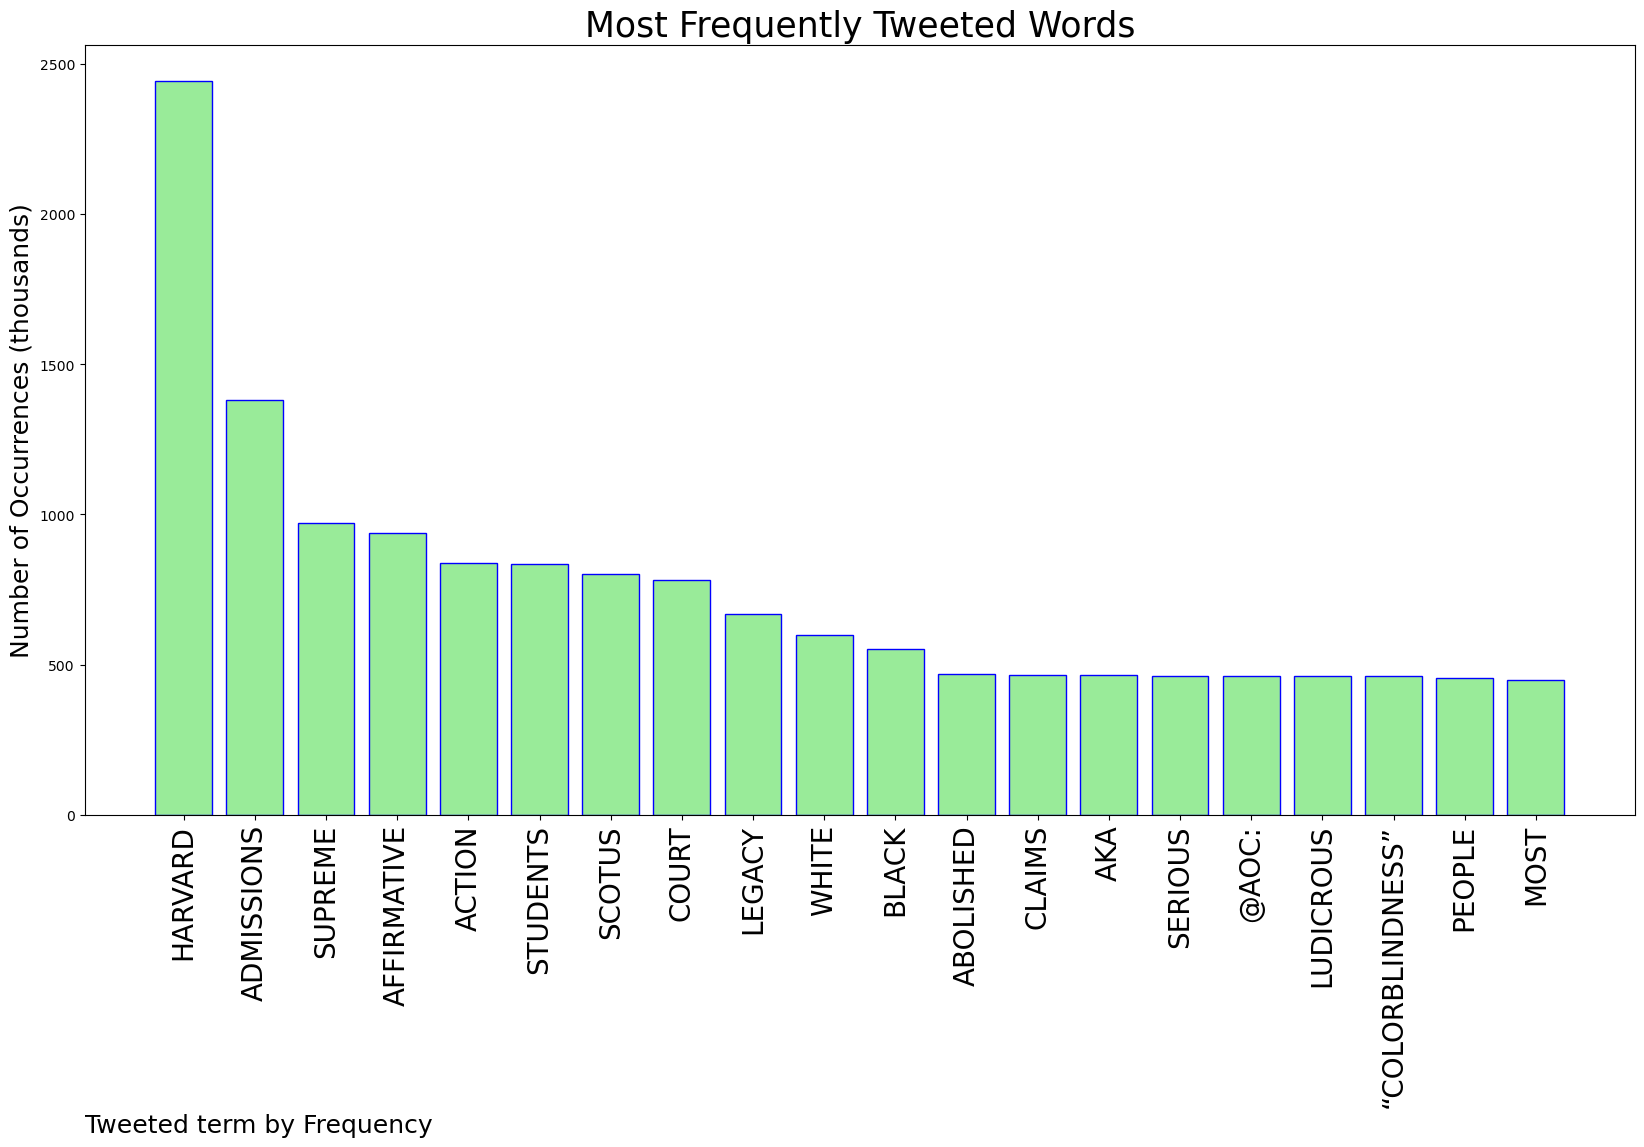 Most Frequently Tweeted Words
Number of Occurrences (thousands)
2500
2000
1500
1000
500
0
HARVARD
ADMISSIONS
SUPREME
AFFIRMATIVE
ACTION
STUDENTS
SCOTUS
COURT
LEGACY
WHITE
BLACK
ABOLISHED
CLAIMS
AKA
SERIOUS
@AOC:
LUDICROUS
“COLORBLINDNESS”
PEOPLE
MOST
Tweeted term by Frequency